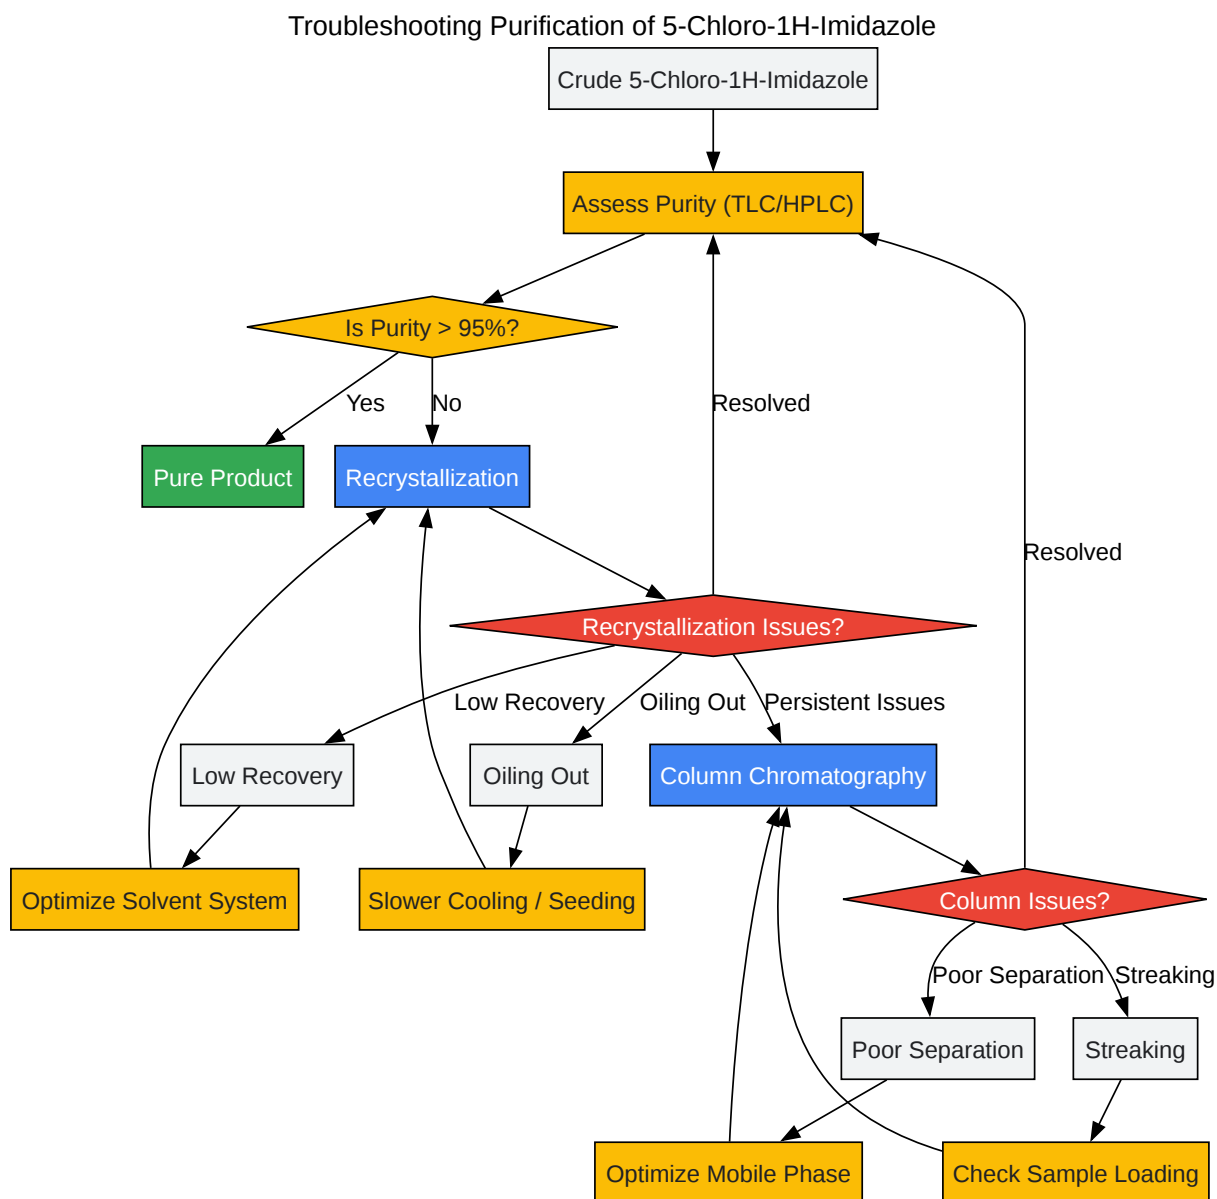 Troubleshooting Purification of 5-Chloro-1H-Imidazole
Crude 5-Chloro-1H-Imidazole
Assess Purity (TLC/HPLC)
Is Purity > 95%?
Yes
No
Resolved
Pure Product
Recrystallization
Resolved
Recrystallization Issues?
Low Recovery
Oiling Out
Persistent Issues
Low Recovery
Oiling Out
Column Chromatography
Optimize Solvent System
Slower Cooling / Seeding
Column Issues?
Poor Separation
Streaking
Poor Separation
Streaking
Optimize Mobile Phase
Check Sample Loading